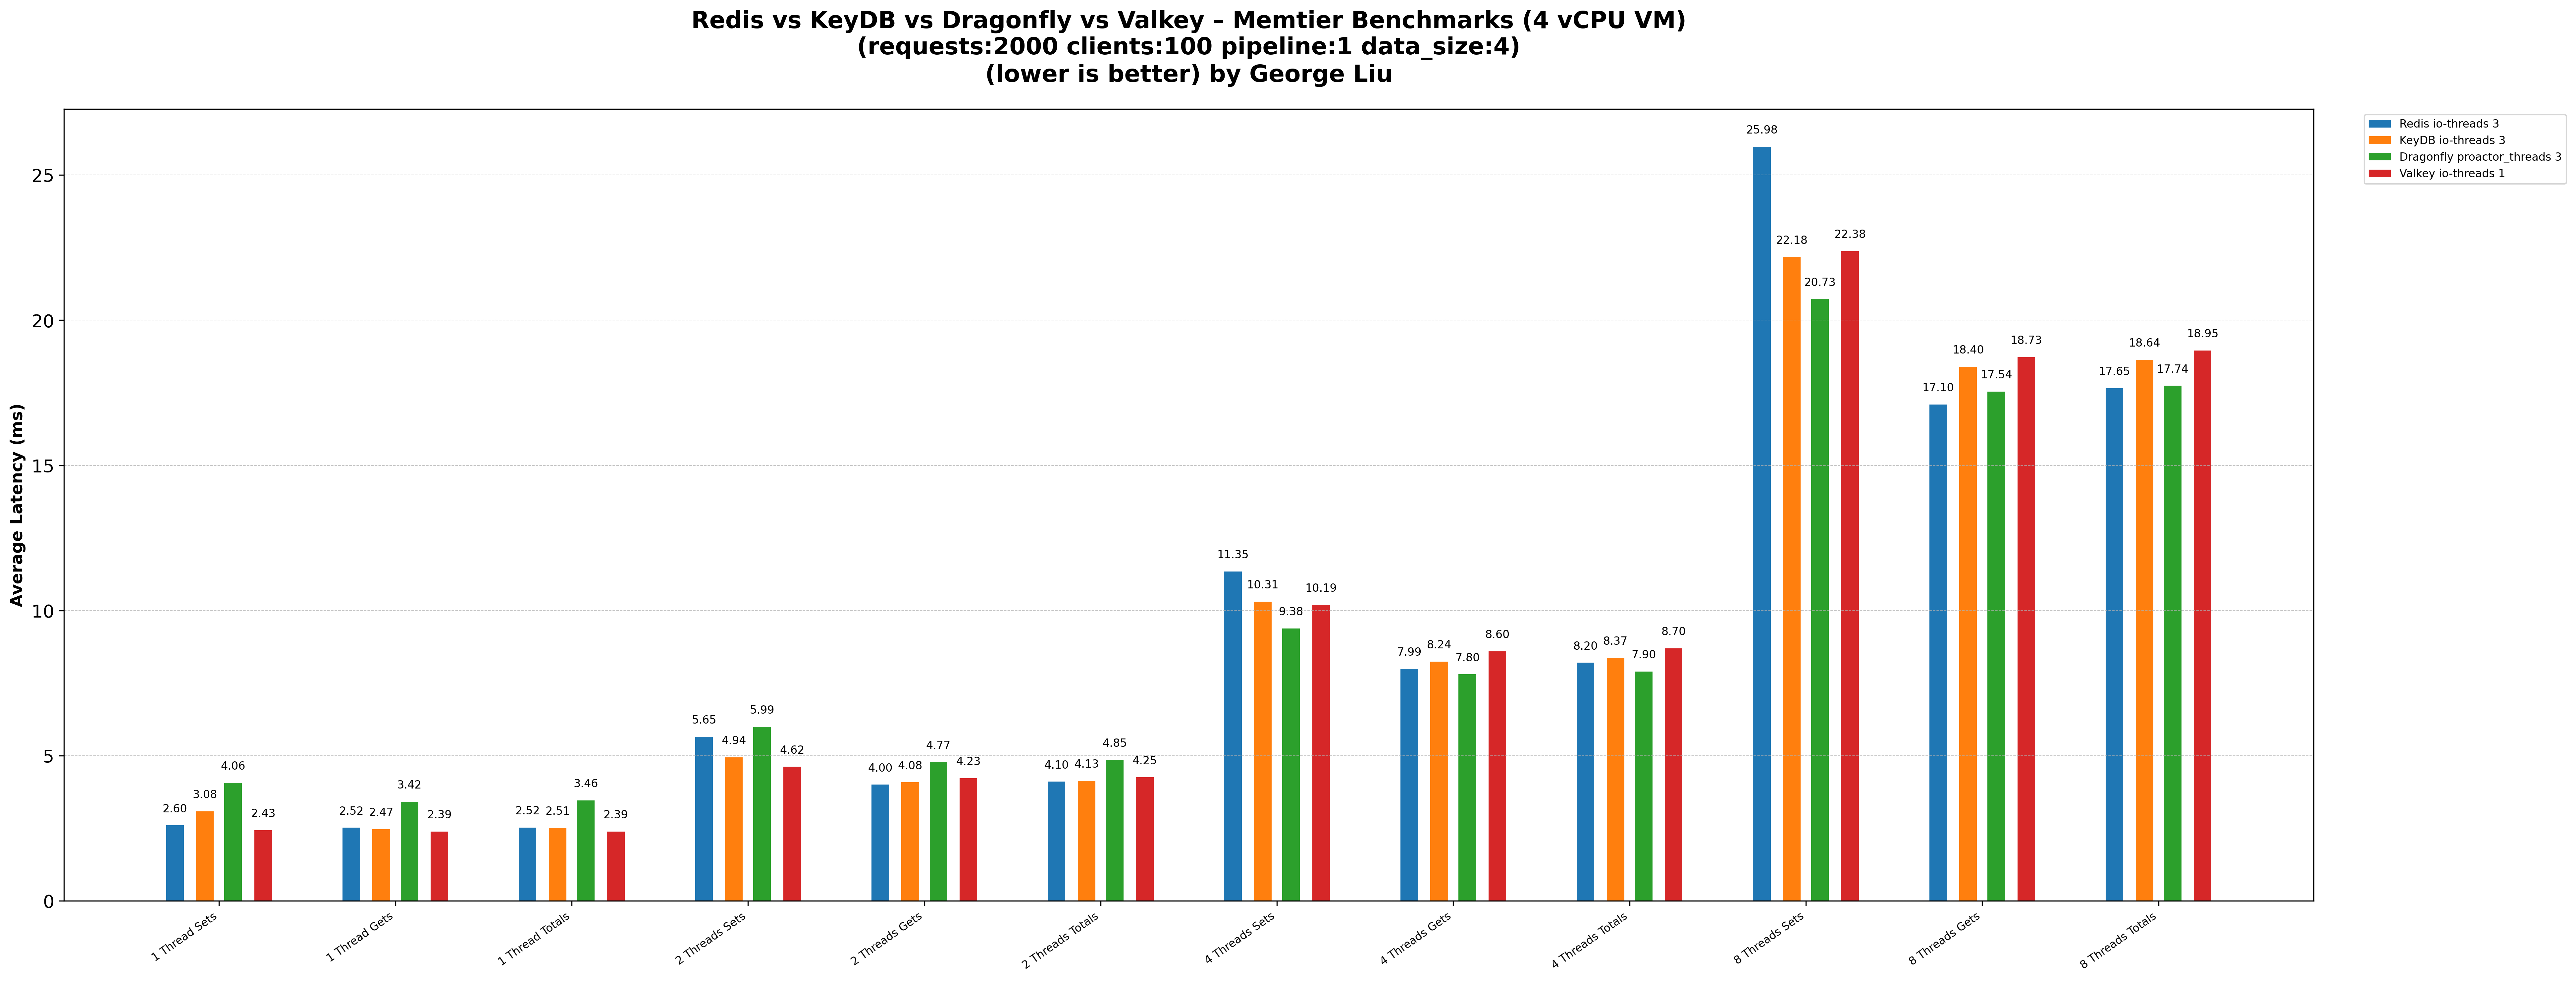 Redis vs KeyDB vs Dragonfly vs Valkey – Memtier Benchmarks (4 vCPU VM)
(requests:2000 clients:100 pipeline:1 data_size:4)
(lower is better) by George Liu
Redis io-threads 3
KeyDB io-threads 3
Dragonfly proactor_threads 3
Valkey io-threads 1
Average Latency (ms)
25
20
15
10
5
0
2.60 3.08 4.06 2.43
2.52 2.47 3.42 2.39
2.52 2.51 3.46 2.39
5.65 4.94 5.99 4.62
4.00 4.08 4.77 4.23
4.10 4.13 4.85 4.25
11.35 10.31 9.38 10.19
7.99 8.24 7.80 8.60
8.20 8.37 7.90 8.70
25.98 22.18 20.73 22.38
17.10 18.40 17.54 18.73
17.65 18.64 17.74 18.95
1 Thread Sets
1 Thread Gets
1 Thread Totals
2 Threads Sets
2 Threads Gets
2 Threads Totals
4 Threads Sets
4 Threads Gets
4 Threads Totals
8 Threads Sets
8 Threads Gets
8 Threads Totals